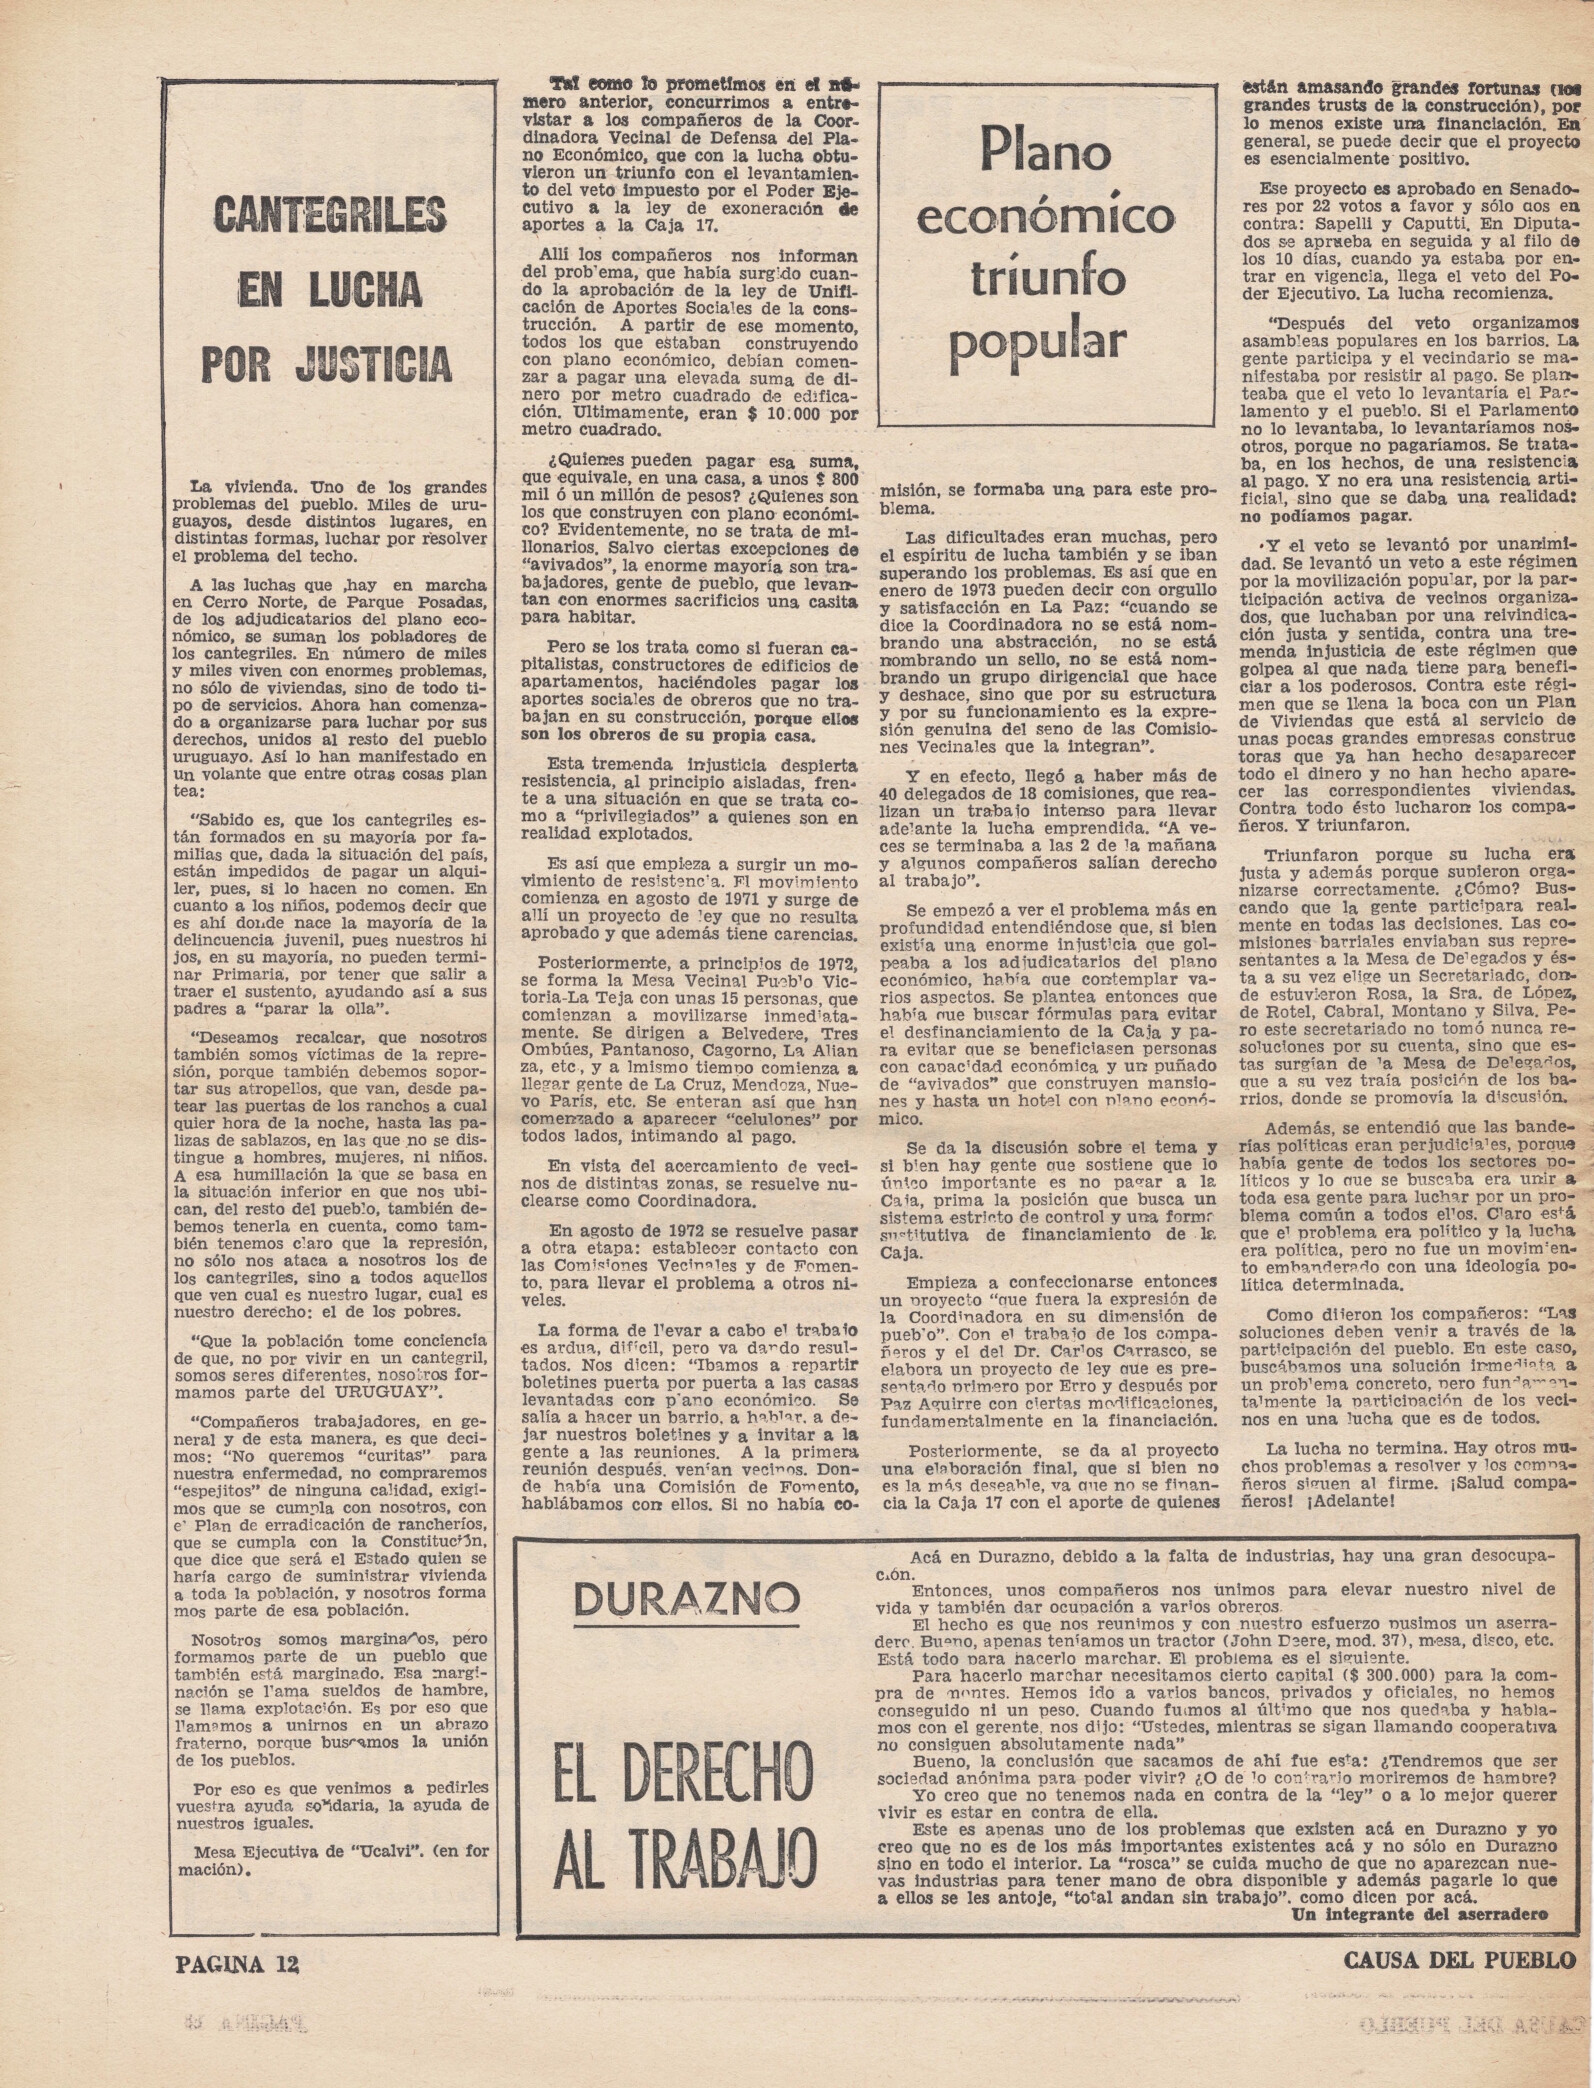 CANTEGRILES
EN LUCHA
POR JUSTICIA
La vivienda. Uno de los grandes
problemas del pueblo. Miles de uru-
guayos, desde distintos lugares, en
distintas formas, luchar por resolver
el problema del techo.
A las luchas que hay en marcha
en Cerro Norte, de Parque Posadas,
de los adjudicatarios del plano eco-
nómico, se suman los pobladores de
los cantegriles. En número de miles
y miles viven con enormes problemas,
no sólo de viviendas, sino de todo ti-
po de servicios. Ahora han comenza-
do a organizarse para luchar por sus
derechos, unidos al resto del pueblo
uruguayo. Así lo han manifestado en
un volante que entre otras cosas plan
tea:
"Sabido es, que los cantegriles es-
tán formados en su mayoría por fa-
milias que, dada la situación del país,
están impedidos de pagar un alqui-
ler, pues, si lo hacen no comen. En
cuanto a los niños, podemos decir que
es ahí donde nace la mayoría de la
delincuencia juvenil, pues nuestros hi
jos, en su mayoría, no pueden termi-
nar Primaria, por tener que salir a
traer el sustento, ayudando así a sus
padres a "parar la olla".
"Deseamos recalcar, que nosotros
también somos víctimas de la repre-
sión, porque también debemos sopor-
tar sus atropellos, que van, desde pa-
tear las puertas de los ranchos a cual
quier hora de la noche, hasta las pa-
lizas de sablazos, en las que no se dis-
tingue a hombres, mujeres, ni niños.
A esa humillación la que se basa en
la situación inferior en que nos ubi-
can, del resto del pueblo, también de-
bemos tenerla en cuenta, como tam-
bién tenemos claro que la represión,
no sólo nos ataca a nosotros los de
los cantegriles, sino a todos aquellos
que ven cual es nuestro lugar, cual es
nuestro derecho: el de los pobres.
"Que la población tome conciencia
de que, no por vivir en un cantegril,
somos seres diferentes, nosotros for-
mamos parte del URUGUAY".
"Compañeros trabajadores, en ge-
neral y de esta manera, es que deci-
mos: "No queremos "curitas" para
nuestra enfermedad, no compraremos
"espejitos" de ninguna calidad, exigi-
mos que se cumpla con nosotros, con
el Plan de erradicación de rancheríos,
que se cumpla con la Constitución,
que dice que será el Estado quien se
haría cargo de suministrar vivienda
a toda la población, y nosotros forma
mos parte de esa población.
Nosotros somos marginados, pero
formamos parte de un pueblo que
también está marginado. Esa margi-
nación se llama sueldos de hambre,
se llama explotación. Es por eso que
llamamos a unirnos en un abrazo
fraterno, porque buscamos la unión
de los pueblos.
Por eso es que venimos a pedirles
vuestra ayuda solidaria, la ayuda de
nuestros iguales.
Mesa Ejecutiva de "Ucalvi". (en for
mación).
Tal como lo prometimos en el nú-
mero anterior, concurrimos a entre-
vistar a los compañeros de la Coor-
dinadora Vecinal de Defensa del Pla-
no Económico, que con la lucha obtu-
vieron un triunfo con el levantamien-
to del veto impuesto por el Poder Eje-
cutivo a la ley de exoneración de
aportes a la Caja 17.
Allí los compañeros nos informan
del problema, que había surgido cuan-
do la aprobación de la ley de Unifi-
cación de Aportes Sociales de la cons-
trucción. A partir de ese momento,
todos los que estaban construyendo
con plano económico, debían comen-
zar a pagar una elevada suma de di-
nero por metro cuadrado de edifica-
ción. Ultimamente, eran $ 10.000 por
metro cuadrado.
¿Quienes pueden pagar esa suma,
que equivale, en una casa, a unos $ 800
mil ó un millón de pesos? ¿Quienes son
los que construyen con plano económi-
co? Evidentemente, no se trata de mi-
llonarios. Salvo ciertas excepciones de
"avivados", la enorme mayoría son tra-
bajadores, gente de pueblo, que levan-
tan con enormes sacrificios una casita
para habitar.
Pero se los trata como si fueran ca-
pitalistas, constructores de edificios de
apartamentos, haciéndoles pagar los
aportes sociales de obreros que no tra-
bajan en su construcción, porque ellos
son los obreros de su propia casa.
Esta tremenda injusticia despierta
resistencia, al principio aisladas, fren-
te a una situación en que se trata co-
mo a "privilegiados" a quienes son en
realidad explotados.
Es así que empieza a surgir un mo-
vimiento de resistencia. El movimiento
comienza en agosto de 1971 y surge de
allí un proyecto de ley que no resulta
aprobado y que además tiene carencias.
Posteriormente, a principios de 1972,
se forma la Mesa Vecinal Pueblo Vic-
toria-La Teja con unas 15 personas, que
comienzan a movilizarse inmediata-
mente. Se dirigen a Belvedere, Tres
Ombúes, Pantanoso, Cagorno, La Alian
za, etc, y a lmismo tiempo comienza a
llegar gente de La Cruz, Mendoza, Nue-
vo París, etc. Se enteran así que han
comenzado a aparecer "celulones" por
todos lados, intimando al pago.
En vista del acercamiento de veci-
nos de distintas zonas, se resuelve nu-
clearse como Coordinadora.
En agosto de 1972 se resuelve pasar
a otra etapa: establecer contacto con
las Comisiones Vecinales y de Fomen-
to, para llevar el problema a otros ni-
veles.
La forma de llevar a cabo el trabajo
es ardua, difícil, pero va dando resul-
tados. Nos dicen: "Ibamos a repartir
boletines puerta por puerta a las casas
levantadas con plano económico. Se
salía a hacer un barrio, a hablar, a de-
jar nuestros boletines y a invitar a la
gente a las reuniones. A la primera
reunión después, venían vecinos. Don-
de había una Comisión de Fomento,
hablábamos con ellos. Si no había co-
Plano
económico
triunfo
popular
misión, se formaba una para este pro-
blema.
Las dificultades eran muchas, pero
el espíritu de lucha también y se iban
superando los problemas. Es así que en
enero de 1973 pueden decir con orgullo
y satisfacción en La Paz: "cuando se
dice la Coordinadora no se está nom-
brando una abstracción, no se está
nombrando un sello, no se está nom-
brando un grupo dirigencial que hace
y deshace, sino que por su estructura
y por su funcionamiento es la expre-
sión genuina del seno de las Comisio-
nes Vecinales que la integran".
Y en efecto, llegó a haber más de
40 delegados de 18 comisiones, que rea-
lizan un trabajo intenso para llevar
adelante la lucha emprendida. "A ve-
ces se terminaba a las 2 de la mañana
y algunos compañeros salían derecho
al trabajo".
Se empezó a ver el problema más en
profundidad entendiéndose que, si bien
existía una enorme injusticia que gol-
peaba a los adjudicatarios del plano
económico, había que contemplar va-
rios aspectos. Se plantea entonces que
había que buscar fórmulas para evitar
el desfinanciamiento de la Caja y pa-
ra evitar que se beneficiasen personas
con capacidad económica y un puñado
de "avivados" que construyen mansio-
nes y hasta un hotel con plano econó-
mico.
Se da la discusión sobre el tema y
si bien hay gente que sostiene que lo
único importante es no pagar a la
Caja, prima la posición que busca un
sistema estricto de control y una forma
sustitutiva de financiamiento de la
Caja.
Empieza a confeccionarse entonces
un proyecto "que fuera la expresión de
la Coordinadora en su dimensión de
pueblo". Con el trabajo de los compa-
ñeros y el del Dr. Carlos Carrasco, se
elabora un proyecto de ley que es pre-
sentado primero por Erro y después por
Paz Aguirre con ciertas modificaciones,
fundamentalmente en la financiación.
Posteriormente, se da al proyecto
una elaboración final, que si bien no
es la más deseable, ya que no se finan-
cia la Caja 17 con el aporte de quienes
están amasando grandes fortunas (los
grandes trusts de la construcción), por
lo menos existe una financiación. En
general, se puede decir que el proyecto
es esencialmente positivo.
Ese proyecto es aprobado en Senado-
res por 22 votos a favor y sólo dos en
contra: Sapelli y Caputti. En Diputa-
dos se aprueba en seguida y al filo de
los 10 días, cuando ya estaba por en-
trar en vigencia, llega el veto del Po-
der Ejecutivo. La lucha recomienza.
"Después del veto organizamos
asambleas populares en los barrios. La
gente participa y el vecindario se ma-
nifestaba por resistir al pago. Se plan-
teaba que el veto lo levantaría el Par-
lamento y el pueblo. Si el Parlamento
no lo levantaba, lo levantaríamos nos-
otros, porque no pagaríamos. Se trata-
ba, en los hechos, de una resistencia
al pago. Y no era una resistencia arti-
ficial, sino que se daba una realidad:
no podíamos pagar.
Y el veto se levantó por unanimi-
dad. Se levantó un veto a este régimen
por la movilización popular, por la par-
ticipación activa de vecinos organiza-
dos, que luchaban por una reivindica-
ción justa y sentida, contra una tre-
menda injusticia de este régimen que
golpea al que nada tiene para benefi-
ciar a los poderosos. Contra este régi-
men que se llena la boca con un Plan
de Viviendas que está al servicio de
unas pocas grandes empresas construc
toras que ya han hecho desaparecer
todo el dinero y no han hecho apare-
cer las correspondientes viviendas.
Contra todo ésto lucharon los compa-
ñeros. Y triunfaron.
Triunfaron porque su lucha era
justa y además porque supieron orga-
nizarse correctamente. ¿Cómo? Bus-
cando que la gente participara real-
mente en todas las decisiones. Las co-
misiones barriales enviaban sus repre-
sentantes a la Mesa de Delegados y és-
ta a su vez elige un Secretariado, don-
de estuvieron Rosa, la Sra. de López,
de Rotel, Cabral, Montano y Silva. Pe-
ro este secretariado no tomó nunca re-
soluciones por su cuenta, sino que es-
tas surgían de la Mesa de Delegados,
que a su vez traía posición de los ba-
rrios, donde se promovía la discusión.
Además, se entendió que las bande-
rías políticas eran perjudiciales, porque
había gente de todos los sectores po-
líticos y lo que se buscaba era unir a
toda esa gente para luchar por un pro-
blema común a todos ellos. Claro está
que el problema era político y la lucha
era política, pero no fue un movimien-
to embanderado con una ideología po-
lítica determinada.
Como dijeron los compañeros: "Las
soluciones deben venir a través de la
participación del pueblo. En este caso,
buscábamos una solución inmediata a
un problema concreto, pero fundamen-
talmente la participación de los veci-
nos en una lucha que es de todos.
La lucha no termina. Hay otros mu-
chos problemas a resolver y los compa-
ñeros siguen al firme. ¡Salud compa-
ñeros! ¡Adelante!
DURAZNO
EL DERECHO
AL TRABAJO
Acá en Durazno, debido a la falta de industrias, hay una gran desocupa-
ción.
Entonces, unos compañeros nos unimos para elevar nuestro nivel de
vida y también dar ocupación a varios obreros.
El hecho es que nos reunimos y con nuestro esfuerzo pusimos un aserra-
dero. Bueno, apenas teníamos un tractor (John Deere, mod. 37), mesa, disco, etc.
Está todo para hacerlo marchar. El problema es el siguiente.
Para hacerlo marchar necesitamos cierto capital ($ 300.000) para la com-
pra de montes. Hemos ido a varios bancos, privados y oficiales, no hemos
conseguido ni un peso. Cuando fuimos al último que nos quedaba y habla-
mos con el gerente, nos dijo: "Ustedes, mientras se sigan llamando cooperativa
no consiguen absolutamente nada"
Bueno, la conclusión que sacamos de ahí fue esta: ¿Tendremos que ser
sociedad anónima para poder vivir? ¿O de lo contrario moriremos de hambre?
Yo creo que no tenemos nada en contra de la "ley" o a lo mejor querer
vivir es estar en contra de ella.
Este es apenas uno de los problemas que existen acá en Durazno y yo
creo que no es de los más importantes existentes acá y no sólo en Durazno
sino en todo el interior. La "rosca" se cuida mucho de que no aparezcan nue-
vas industrias para tener mano de obra disponible y además pagarle lo que
a ellos se les antoje, "total andan sin trabajo". como dicen por acá.
Un integrante del aserradero
PAGINA 12
CAUSA DEL PUEBLO